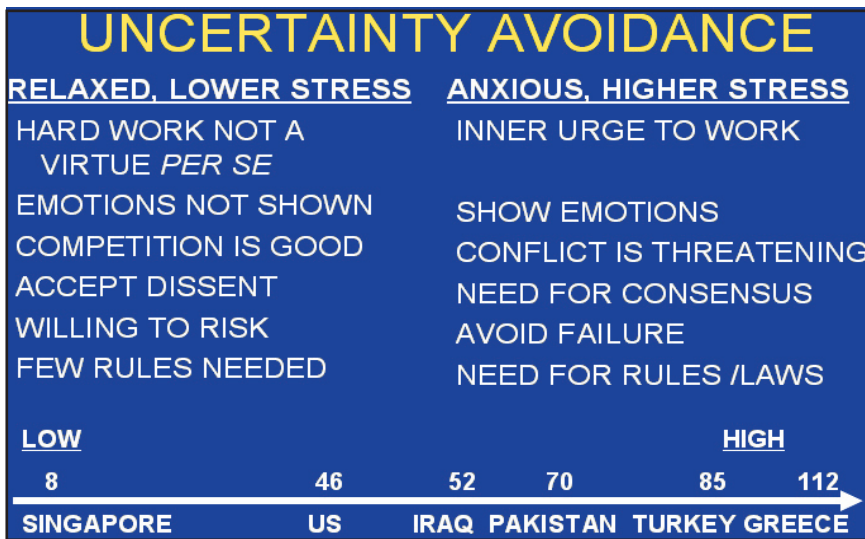 UNCERTAINTY AVOIDANCE
RELAXED, LOWER STRESS
HARD WORK NOT A
VIRTUE PER SE
EMOTIONS NOT SHOWN
COMPETITION IS GOOD
ACCEPT DISSENT
WILLING TO RISK
FEW RULES NEEDED
ANXIOUS, HIGHER STRESS
INNER URGE TO WORK
SHOW EMOTIONS
CONFLICT IS THREATENING
NEED FOR CONSENSUS
AVOID FAILURE
NEED FOR RULES /LAWS
LOW HIGH
8 46 52 70 85 112
SINGAPORE US IRAQ PAKISTAN TURKEY GREECE